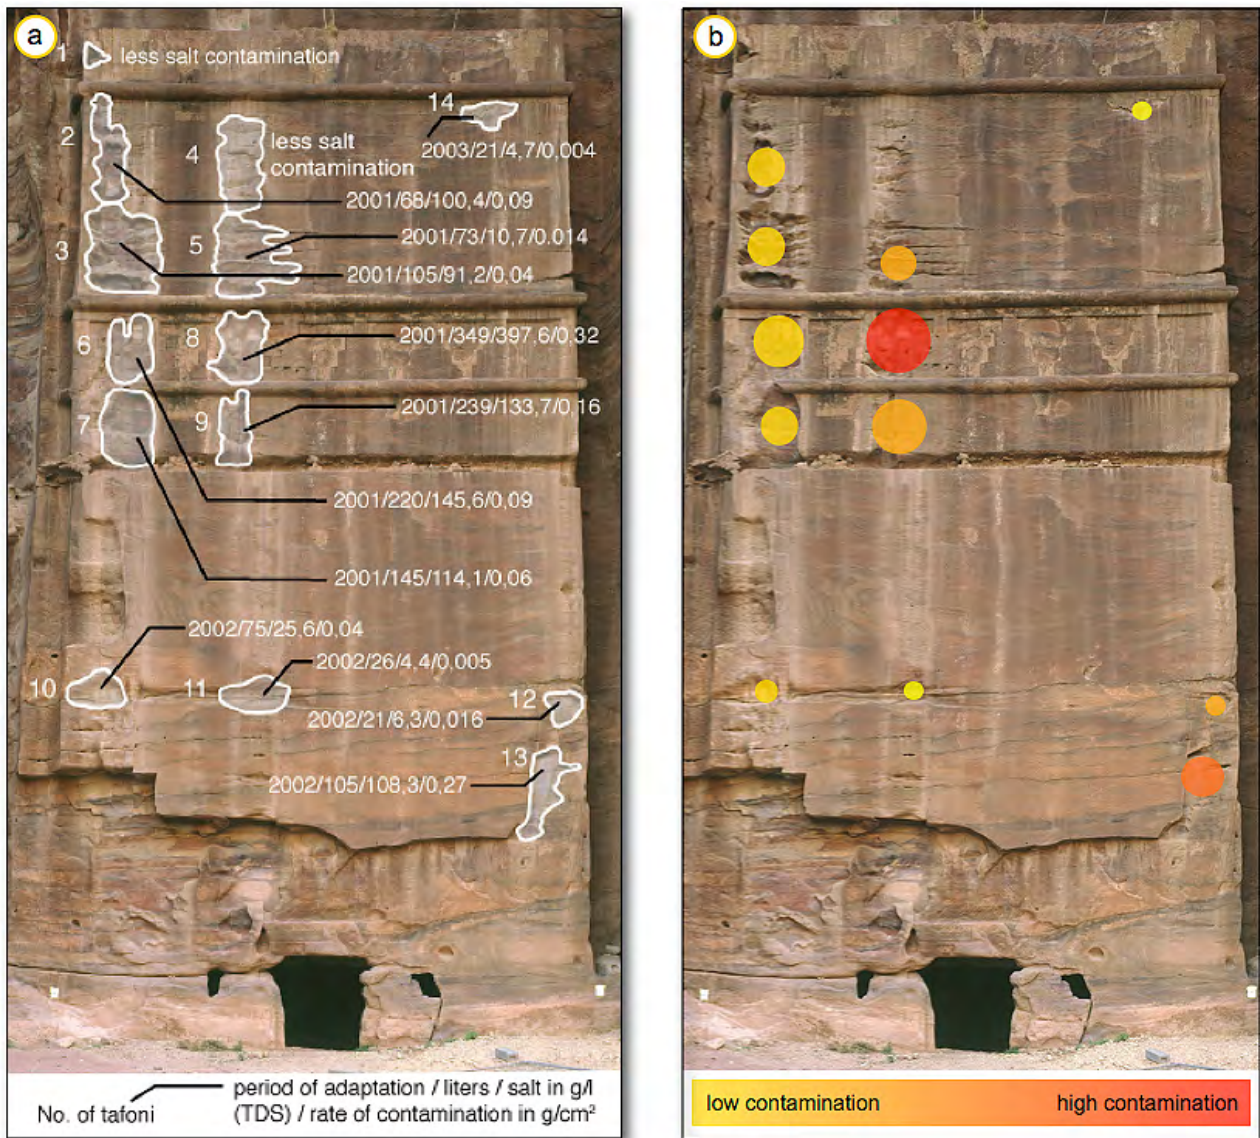 a
1 less salt contamination
14
2
2003/21/4,7/0,004
4 less salt
contamination
2001/68/100,4/0,09
3
5
2001/73/10,7/0.014
2001/105/91,2/0,04
6
8
2001/349/397.6/0.32
7
9
2001/239/133,7/0,16
2001/220/145,6/0,09
2001/145/114,1/0,06
2002/75/25.6/0,04
2002/26/4.4/0,005
10
11
12
2002/21/6,3/0,016
13
2002/105/108,3/0,27
No. of tafoni
period of adaptation / liters / salt in g/l
(TDS) / rate of contamination in g/cm²
b
low contamination
high contamination